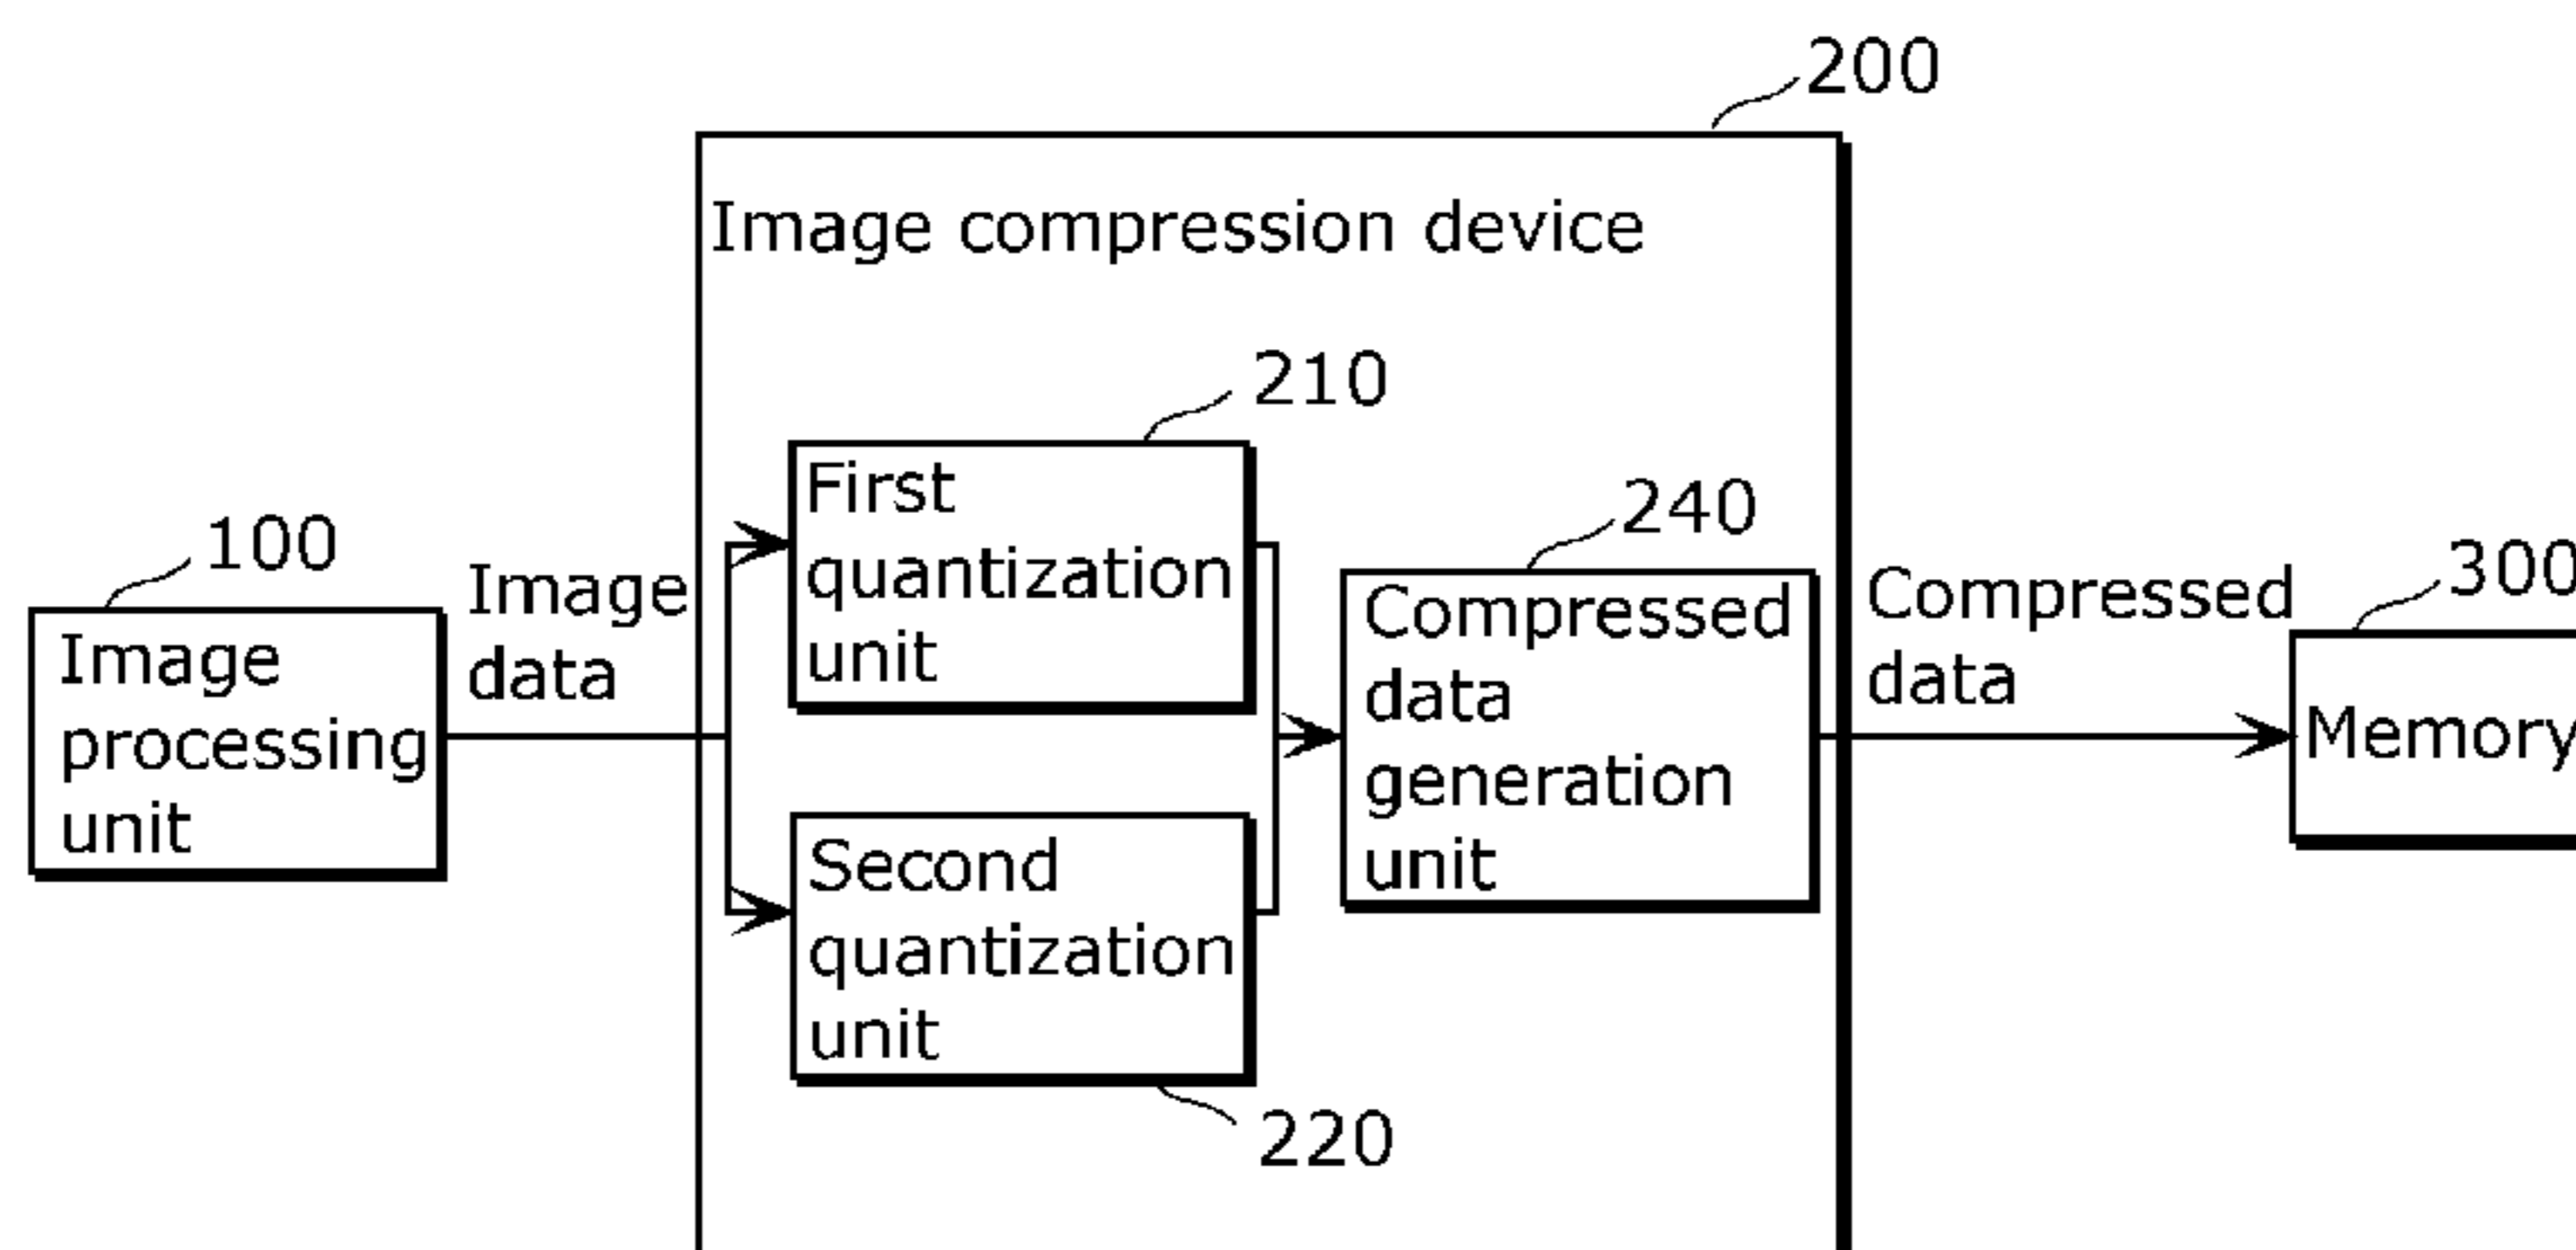 200
Image compression device
210
First
quantization
unit
240
Compressed
data
generation
unit
100
Image
processing
unit
Image
data
Second
quantization
unit
220
Compressed
data
300
Memory